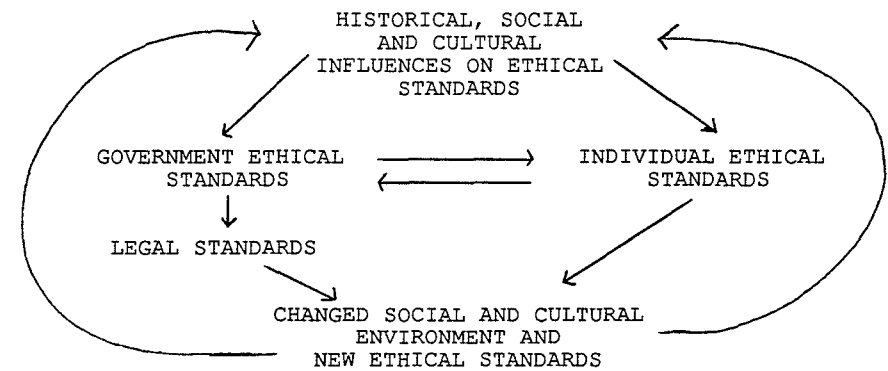 HISTORICAL, SOCIAL
AND CULTURAL
INFLUENCES ON ETHICAL
STANDARDS
GOVERNMENT ETHICAL
STANDARDS
INDIVIDUAL ETHICAL
STANDARDS
LEGAL STANDARDS
CHANGED SOCIAL AND CULTURAL
ENVIRONMENT AND
NEW ETHICAL STANDARDS